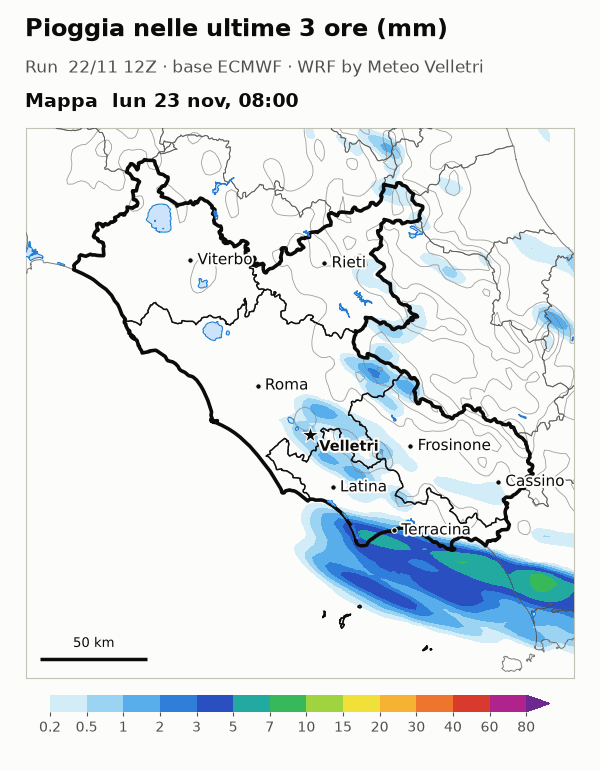 Pioggia nelle ultime 3 ore (mm)
Run  22/11 12Z · base ECMWF · WRF by Meteo Velletri
Mappa  lun 23 nov, 08:00
Viterbo
Rieti
Roma
Velletri
Frosinone
Cassino
Latina
Terracina
50 km
0.2 0.5 1 2 3 5 7 10 15 20 30 40 60 80